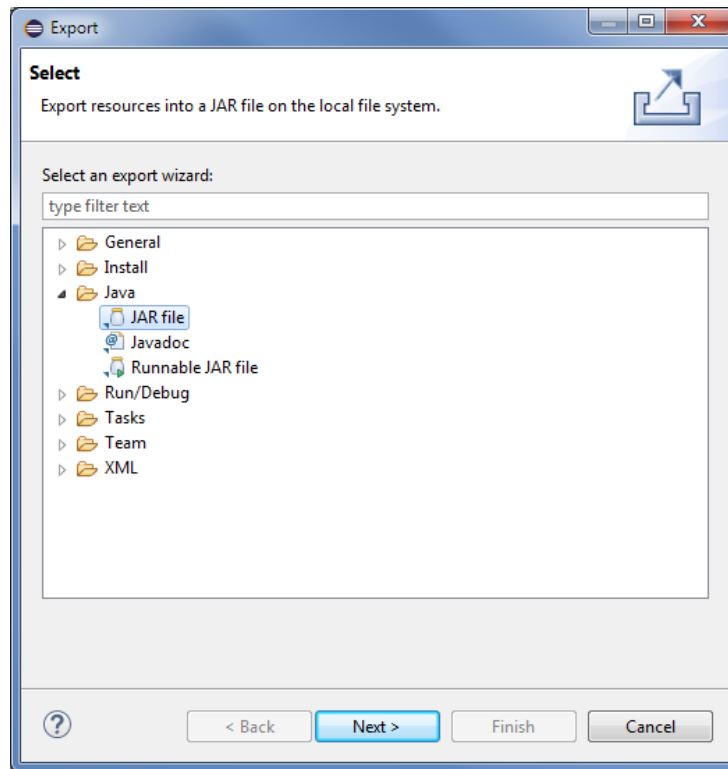 Export
Select
Export resources into a JAR file on the local file system.
Select an export wizard:
type filter text
General
Install
Java
JAR file
Javadoc
Runnable JAR file
Run/Debug
Tasks
Team
XML
< Back Next > Finish Cancel